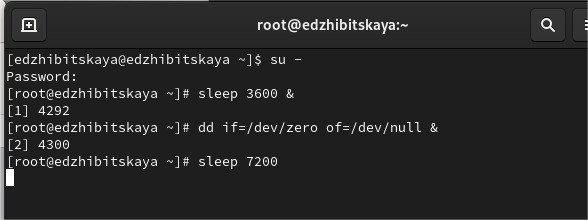 root@edzhibitskaya:~
[edzhibitskaya@edzhibitskaya ~]$ su -
Password:
[root@edzhibitskaya ~]# sleep 3600 &
[1] 4292
[root@edzhibitskaya ~]# dd if=/dev/zero of=/dev/null &
[2] 4300
[root@edzhibitskaya ~]# sleep 7200